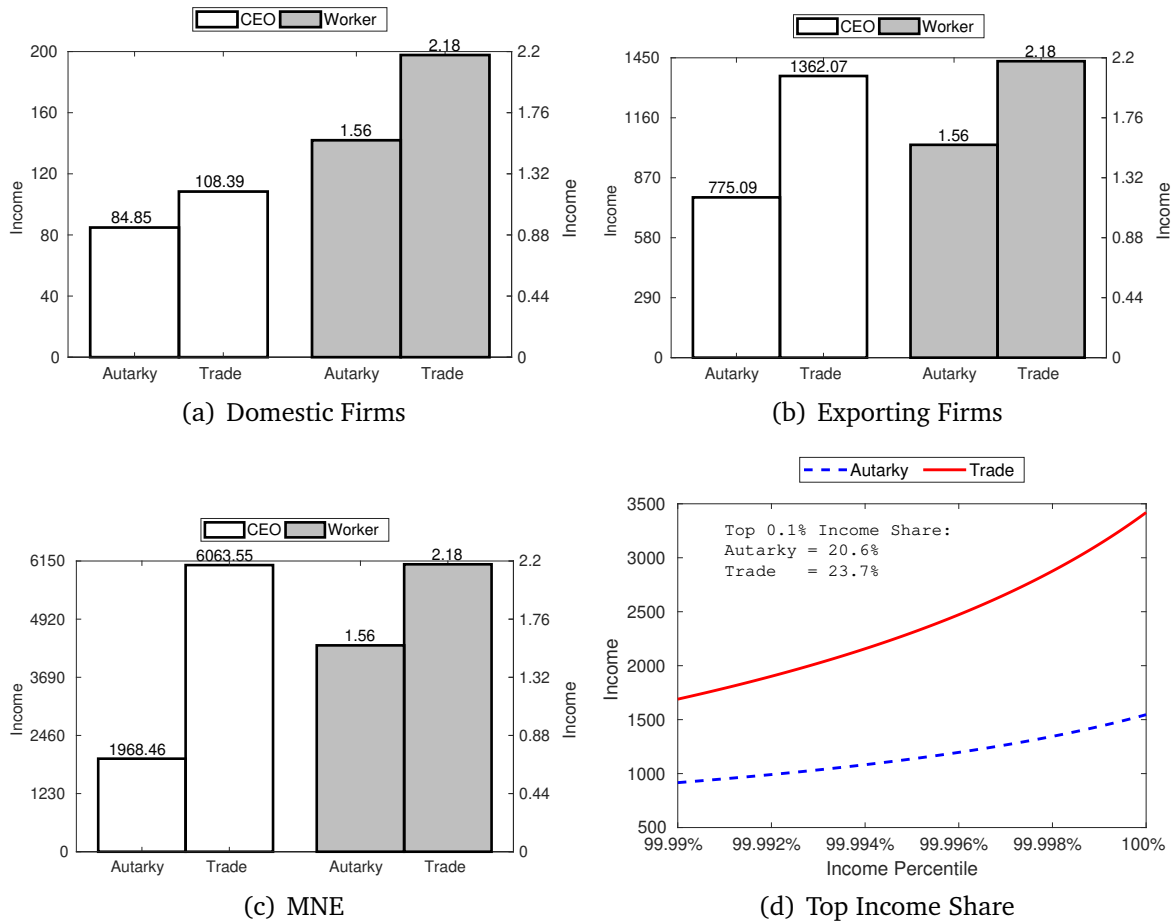 CEO Worker
200
160
120
80
40
0
Income
84.85
108.39
1.56
2.18
2.2
1.76
1.32
0.88
0.44
0
Income
Autarky Trade Autarky Trade
(a) Domestic Firms
CEO Worker
1450
1160
870
580
290
0
Income
775.09
1362.07
1.56
2.18
2.2
1.76
1.32
0.88
0.44
0
Income
Autarky Trade Autarky Trade
(b) Exporting Firms
CEO Worker
6150
4920
3690
2460
1230
0
Income
1968.46
6063.55
1.56
2.18
2.2
1.76
1.32
0.88
0.44
0
Income
Autarky Trade Autarky Trade
(c) MNE
Autarky Trade
3500
3000
2500
2000
1500
1000
500
Income
Top 0.1% Income Share:
Autarky = 20.6%
Trade = 23.7%
99.99% 99.992% 99.994% 99.996% 99.998% 100%
Income Percentile
(d) Top Income Share